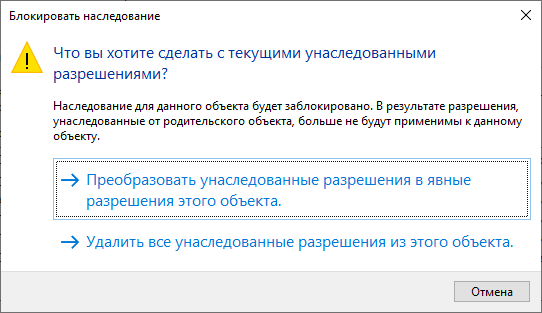 Блокировать наследование
Что вы хотите сделать с текущими унаследованными
разрешениями?
Наследование для данного объекта будет заблокировано. В результате разрешения,
унаследованные от родительского объекта, больше не будут применимы к данному
объекту.
Преобразовать унаследованные разрешения в явные
разрешения этого объекта.
Удалить все унаследованные разрешения из этого объекта.
Отмена